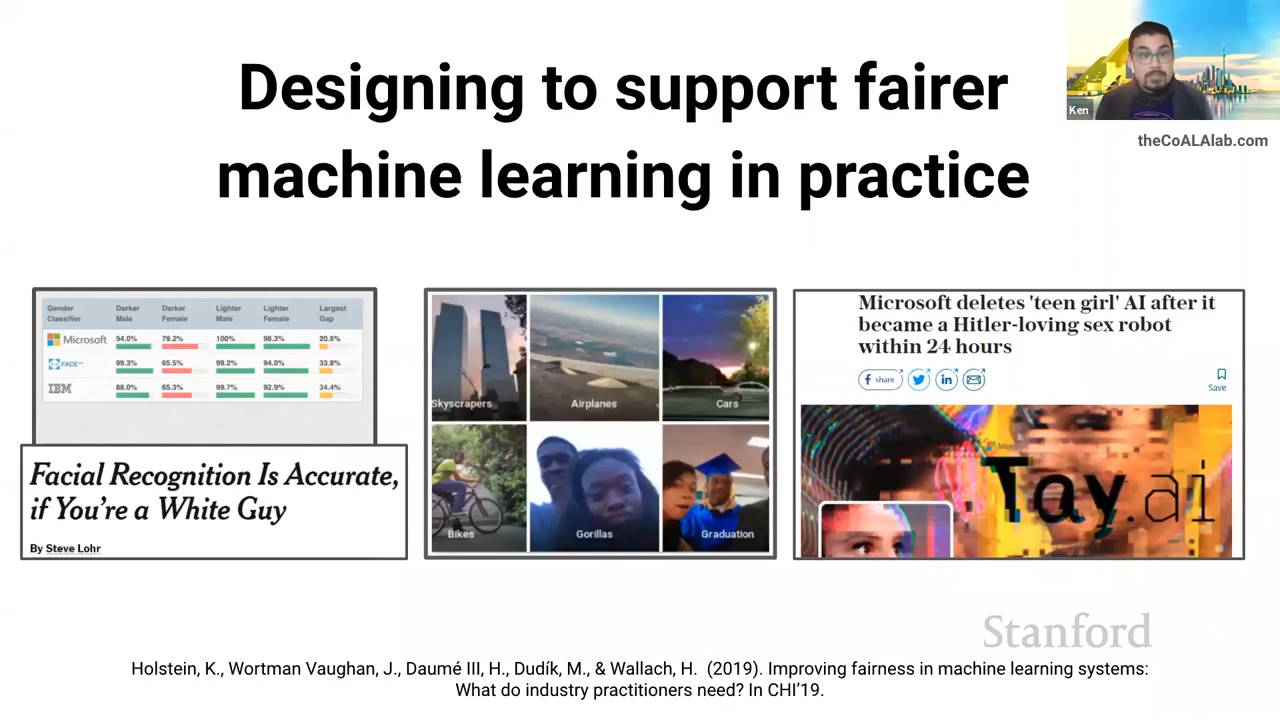 Designing to support fairer
machine learning in practice
Ken
theCoALAlab.com
Gender Classifier Darker Male Darker Female Lighter Male Lighter Female Largest Gap
Microsoft 94.0% 79.2% 100% 98.3% 20.8%
FACE++ 99.3% 65.5% 99.2% 94.0% 33.8%
IBM 88.0% 65.3% 99.7% 92.9% 34.4%
Facial Recognition Is Accurate,
if You're a White Guy
By Steve Lohr
Skyscrapers
Airplanes
Cars
Bikes
Gorillas
Graduation
Microsoft deletes 'teen girl' AI after it
became a Hitler-loving sex robot
within 24 hours
share
Save
Tay.ai
Stanford
Holstein, K., Wortman Vaughan, J., Daumé III, H., Dudík, M., & Wallach, H. (2019). Improving fairness in machine learning systems:
What do industry practitioners need? In CHI'19.